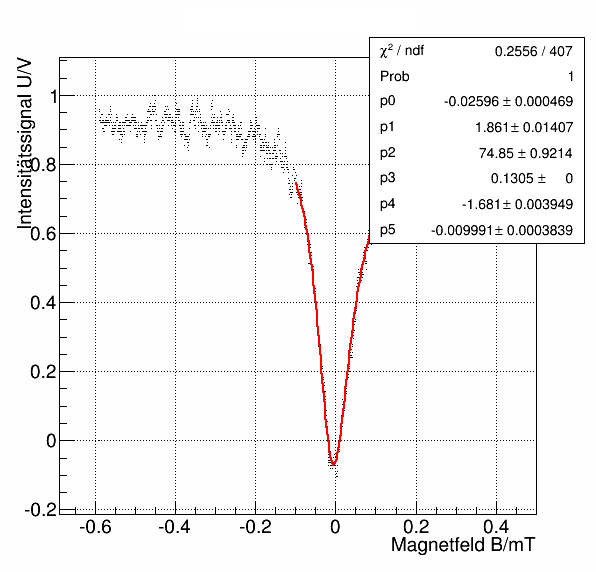 χ² / ndf 0.2556 / 407
Prob 1
p0 -0.02596 ± 0.000469
p1 1.861 ± 0.01407
p2 74.85 ± 0.9214
p3 0.1305 ± 0
p4 -1.681 ± 0.003949
p5 -0.009991 ± 0.0003839
Intensitätssignal U/V
1
0.8
0.6
0.4
0.2
0
-0.2
-0.6 -0.4 -0.2 0 0.2 0.4
Magnetfeld B/mT